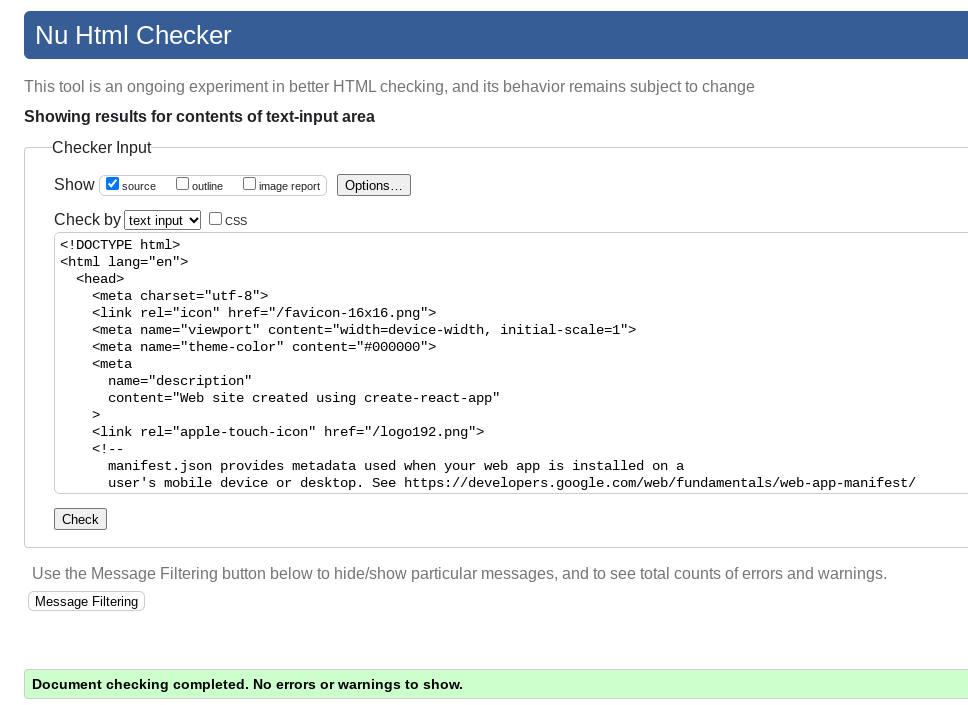 Nu Html Checker
This tool is an ongoing experiment in better HTML checking, and its behavior remains subject to change
Showing results for contents of text-input area
Checker Input
Show source outline image report Options...
Check by text input CSS
<!DOCTYPE html>
<html lang="en">
  <head>
    <meta charset="utf-8">
    <link rel="icon" href="/favicon-16x16.png">
    <meta name="viewport" content="width=device-width, initial-scale=1">
    <meta name="theme-color" content="#000000">
    <meta
      name="description"
      content="Web site created using create-react-app"
    >
    <link rel="apple-touch-icon" href="/logo192.png">
    <!--
      manifest.json provides metadata used when your web app is installed on a
      user's mobile device or desktop. See https://developers.google.com/web/fundamentals/web-app-manifest/
Check
Use the Message Filtering button below to hide/show particular messages, and to see total counts of errors and warnings.
Message Filtering
Document checking completed. No errors or warnings to show.